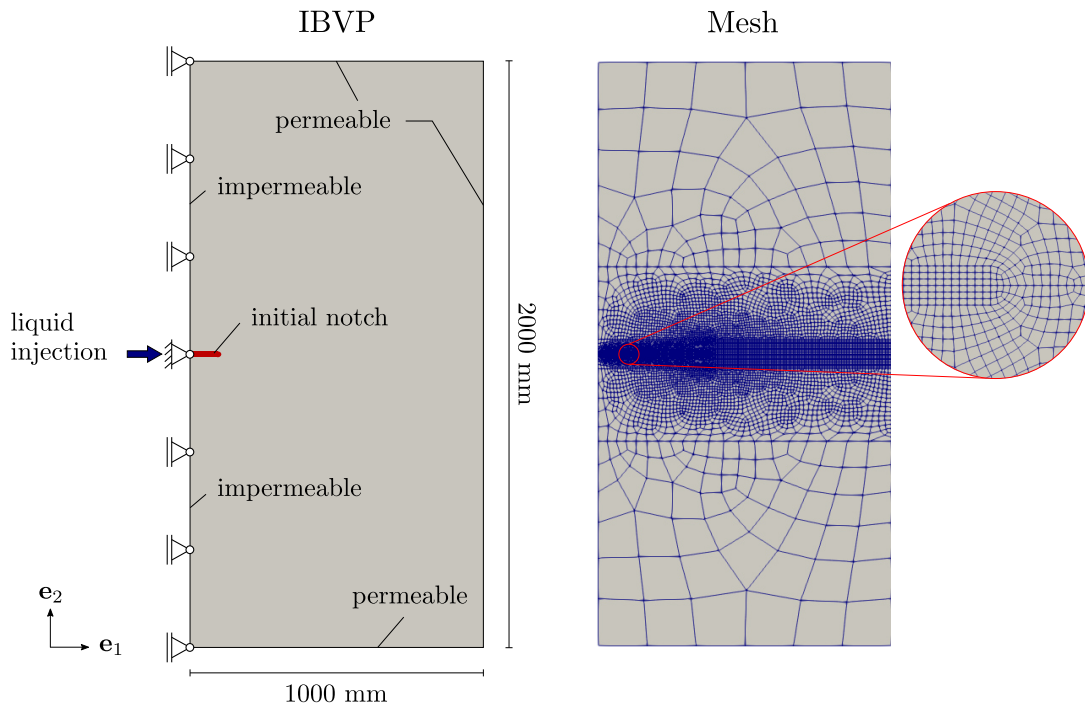 IBVP
Mesh
permeable
impermeable
initial notch
liquid
injection
2000 mm
impermeable
permeable
e₂
e₁
1000 mm